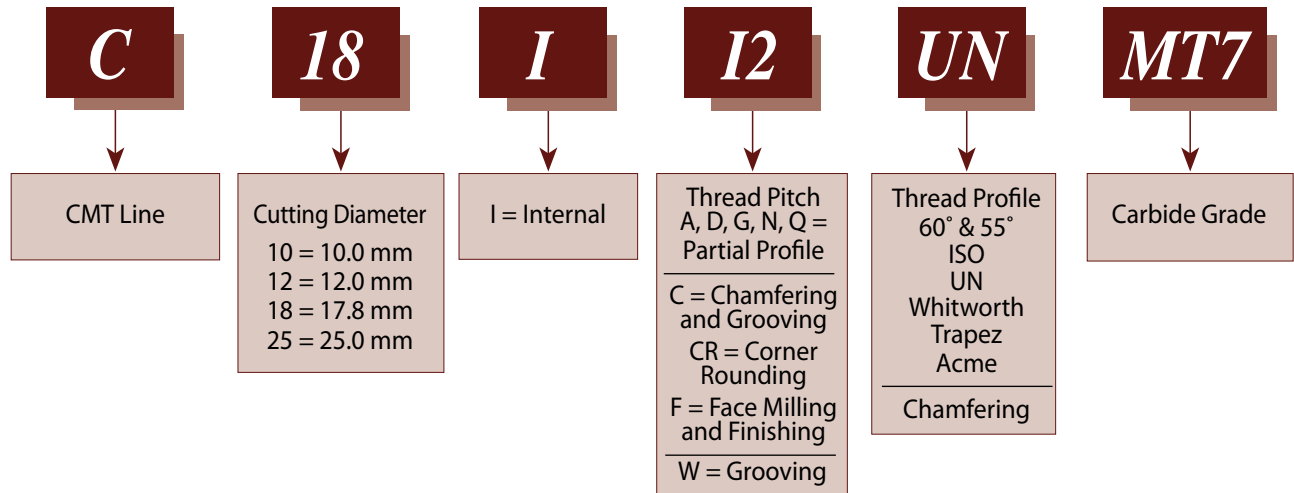 C
18
I
I2
UN
MT7
CMT Line
Cutting Diameter
10 = 10.0 mm
12 = 12.0 mm
18 = 17.8 mm
25 = 25.0 mm
I = Internal
Thread Pitch
A, D, G, N, Q =
Partial Profile
C = Chamfering
and Grooving
CR = Corner
Rounding
F = Face Milling
and Finishing
W = Grooving
Thread Profile
60˚ & 55˚
ISO
UN
Whitworth
Trapez
Acme
Chamfering
Carbide Grade